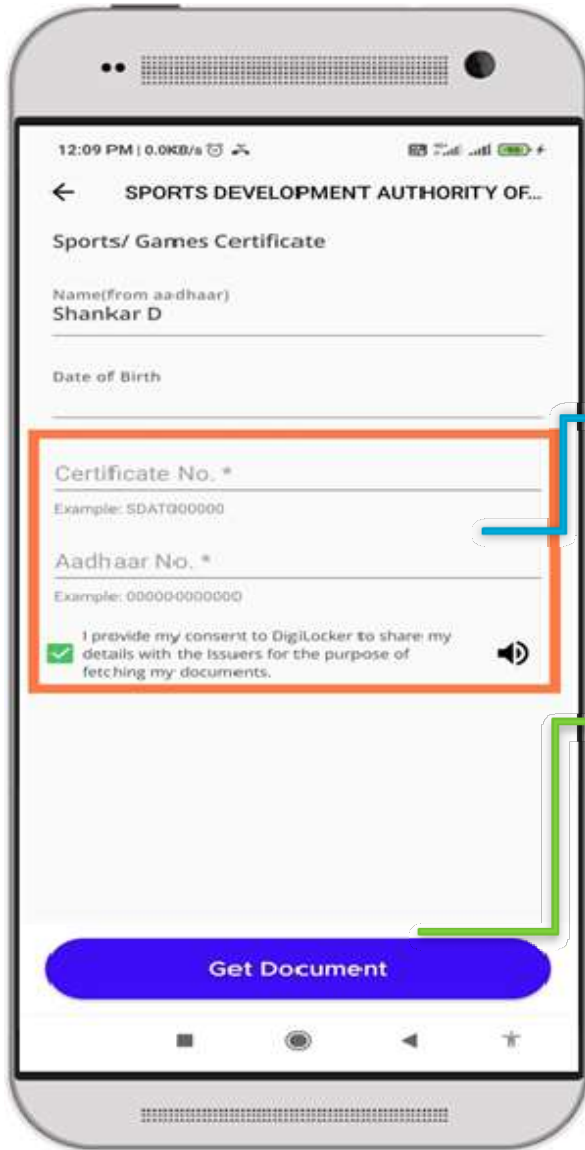 12:09 PM | 0.0KB/s
SPORTS DEVELOPMENT AUTHORITY OF...
Sports/ Games Certificate
Name(from aadhaar)
Shankar D
Date of Birth
Certificate No. *
Example: SDAT000000
Aadhaar No. *
Example: 000000000000
I provide my consent to DigiLocker to share my
details with the Issuers for the purpose of
fetching my documents.
Get Document